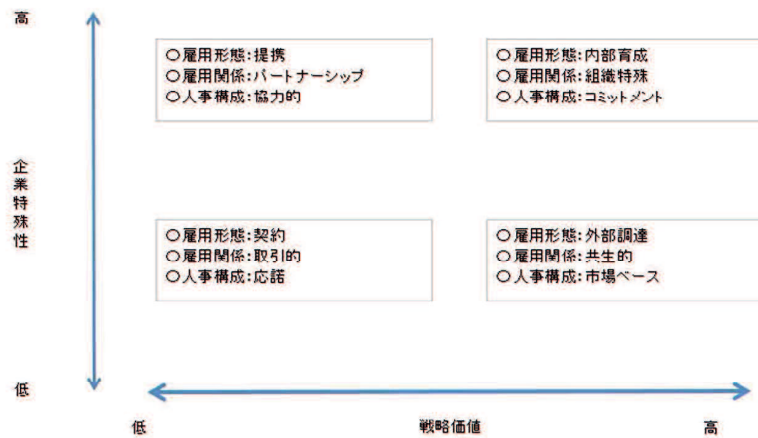 高
○雇用形態:提携
○雇用関係:パートナーシップ
○人事構成:協力的
○雇用形態:内部育成
○雇用関係:組織特殊
○人事構成:コミットメント
企業特殊性
○雇用形態:契約
○雇用関係:取引的
○人事構成:応諾
○雇用形態:外部調達
○雇用関係:共生的
○人事構成:市場ベース
低
低
戦略価値
高